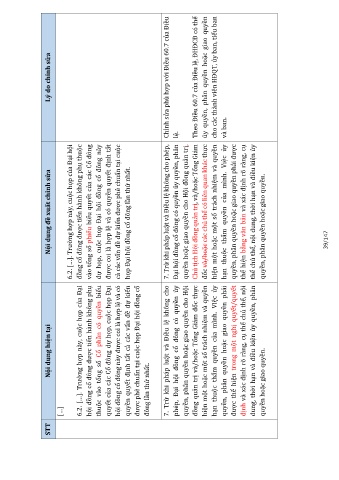 STT
Nội dung hiện tại
Nội dung đề xuất chỉnh sửa
Lý do chỉnh sửa
[...]
6.2. [...] Trường hợp này, cuộc họp của Đại
hội đồng cổ đông được tiến hành không phụ
thuộc vào tổng số Cổ phần có quyền biểu
quyết của các Cổ đông dự họp, cuộc họp Đại
hội đồng cổ đông này được coi là hợp lệ và có
quyền quyết định tất cả các vấn đề dự kiến
được phê chuẩn tại cuộc họp Đại hội đồng cổ
đông lần thứ nhất.
6.2. [...] Trường hợp này, cuộc họp của Đại hội
đồng cổ đông được tiến hành không phụ thuộc
vào tổng số phiếu biểu quyết của các Cổ đông
dự họp, cuộc họp Đại hội đồng cổ đông này
được coi là hợp lệ và có quyền quyết định tất
cả các vấn đề dự kiến được phê chuẩn tại cuộc
họp Đại hội đồng cổ đông lần thứ nhất.
7. Trừ khi pháp luật và Điều lệ không cho
phép, Đại hội đồng cổ đông có quyền ủy
quyền, phân quyền hoặc giao quyền cho Hội
đồng quản trị và/hoặc Tổng Giám đốc thực
hiện một hoặc một số trách nhiệm và quyền
hạn thuộc thẩm quyền của mình. Việc ủy
quyền, phân quyền hoặc giao quyền phải
được thể hiện trong một nghị quyết/quyết
định và xác định rõ ràng, cụ thể chủ thể, nội
dung, thời hạn và điều kiện ủy quyền, phân
quyền hoặc giao quyền.
7. Trừ khi pháp luật và Điều lệ không cho phép,
Đại hội đồng cổ đông có quyền ủy quyền, phân
quyền hoặc giao quyền cho Hội đồng quản trị,
Chủ tịch Hội đồng quản trị, và/hoặc Tổng Giám
đốc và/hoặc các chủ thể có liên quan khác thực
hiện một hoặc một số trách nhiệm và quyền
hạn thuộc thẩm quyền của mình. Việc ủy
quyền, phân quyền hoặc giao quyền phải được
thể hiện bằng văn bản và xác định rõ ràng, cụ
thể chủ thể, nội dung, thời hạn và điều kiện ủy
quyền, phân quyền hoặc giao quyền.
Chỉnh sửa phù hợp với Điều 60.7 của Điều
lệ.
Theo Điều 60.7 của Điều lệ, ĐHĐCĐ có thể
ủy quyền, phân quyền hoặc giao quyền
cho các thành viên HĐQT, ủy ban, tiểu ban
và ban.
39/147